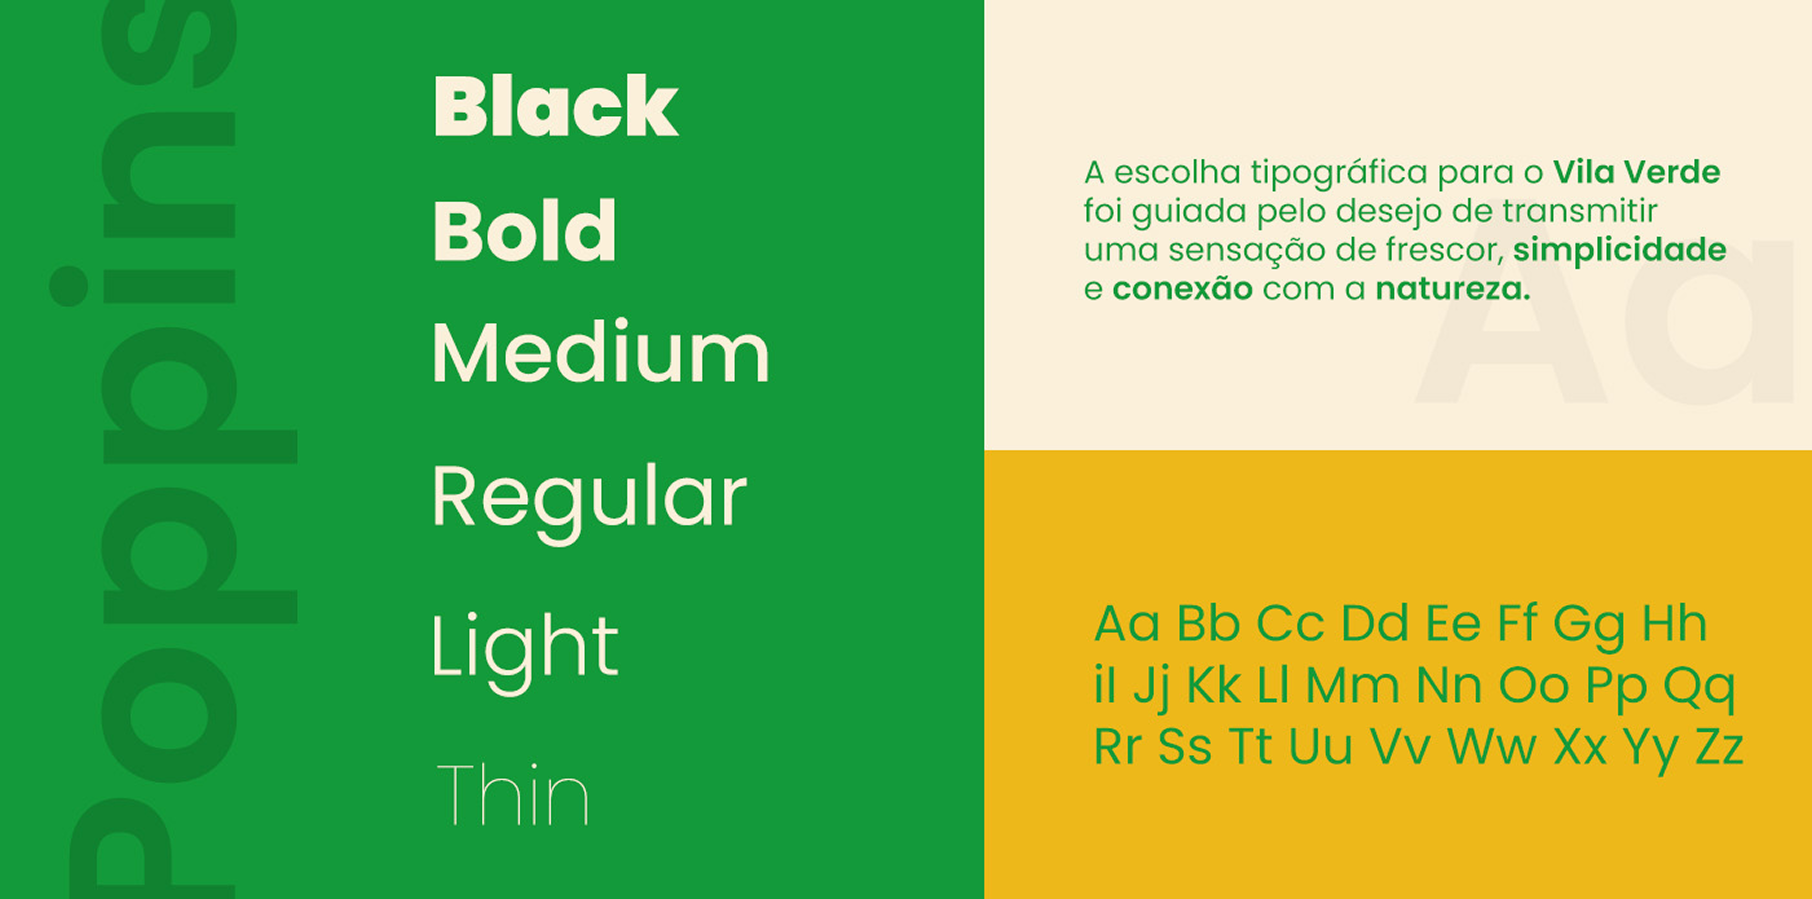 Poppins
Black
Bold
Medium
Regular
Light
Thin
A escolha tipográfica para o Vila Verde
foi guiada pelo desejo de transmitir
uma sensação de frescor, simplicidade
e conexão com a natureza.
Aa
Aa Bb Cc Dd Ee Ff Gg Hh
iI Jj Kk Ll Mm Nn Oo Pp Qq
Rr Ss Tt Uu Vv Ww Xx Yy Zz